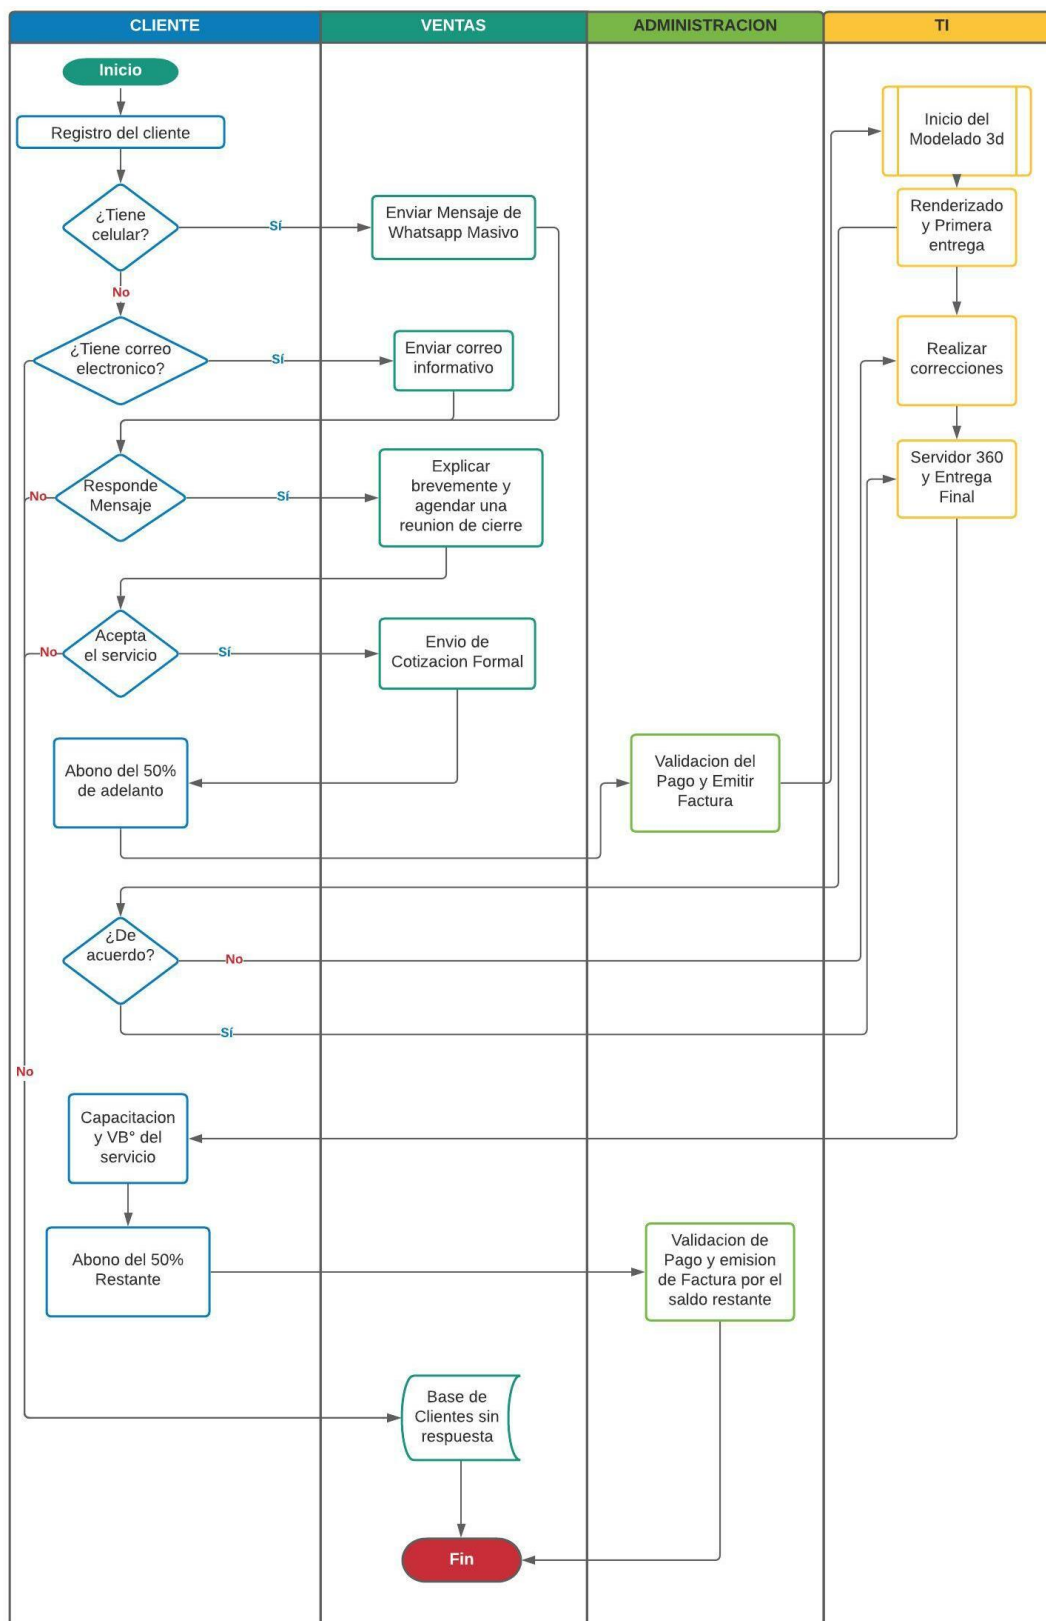 CLIENTE
VENTAS
ADMINISTRACION
TI
Inicio
Registro del cliente
¿Tiene
celular?
Sí
Enviar Mensaje de
Whatsapp Masivo
Inicio del
Modelado 3d
Renderizado
y Primera
entrega
No
¿Tiene correo
electronico?
Sí
Enviar correo
informativo
Realizar
correcciones
Responde
Mensaje
No
Sí
Explicar
brevemente y
agendar una
reunion de cierre
Servidor 360
y Entrega
Final
Acepta
el servicio
No
Sí
Envio de
Cotizacion Formal
Abono del 50%
de adelanto
Validacion del
Pago y Emitir
Factura
¿De
acuerdo?
No
Sí
No
Capacitacion
y VB° del
servicio
Abono del 50%
Restante
Validacion de
Pago y emision
de Factura por el
saldo restante
Base de
Clientes sin
respuesta
Fin